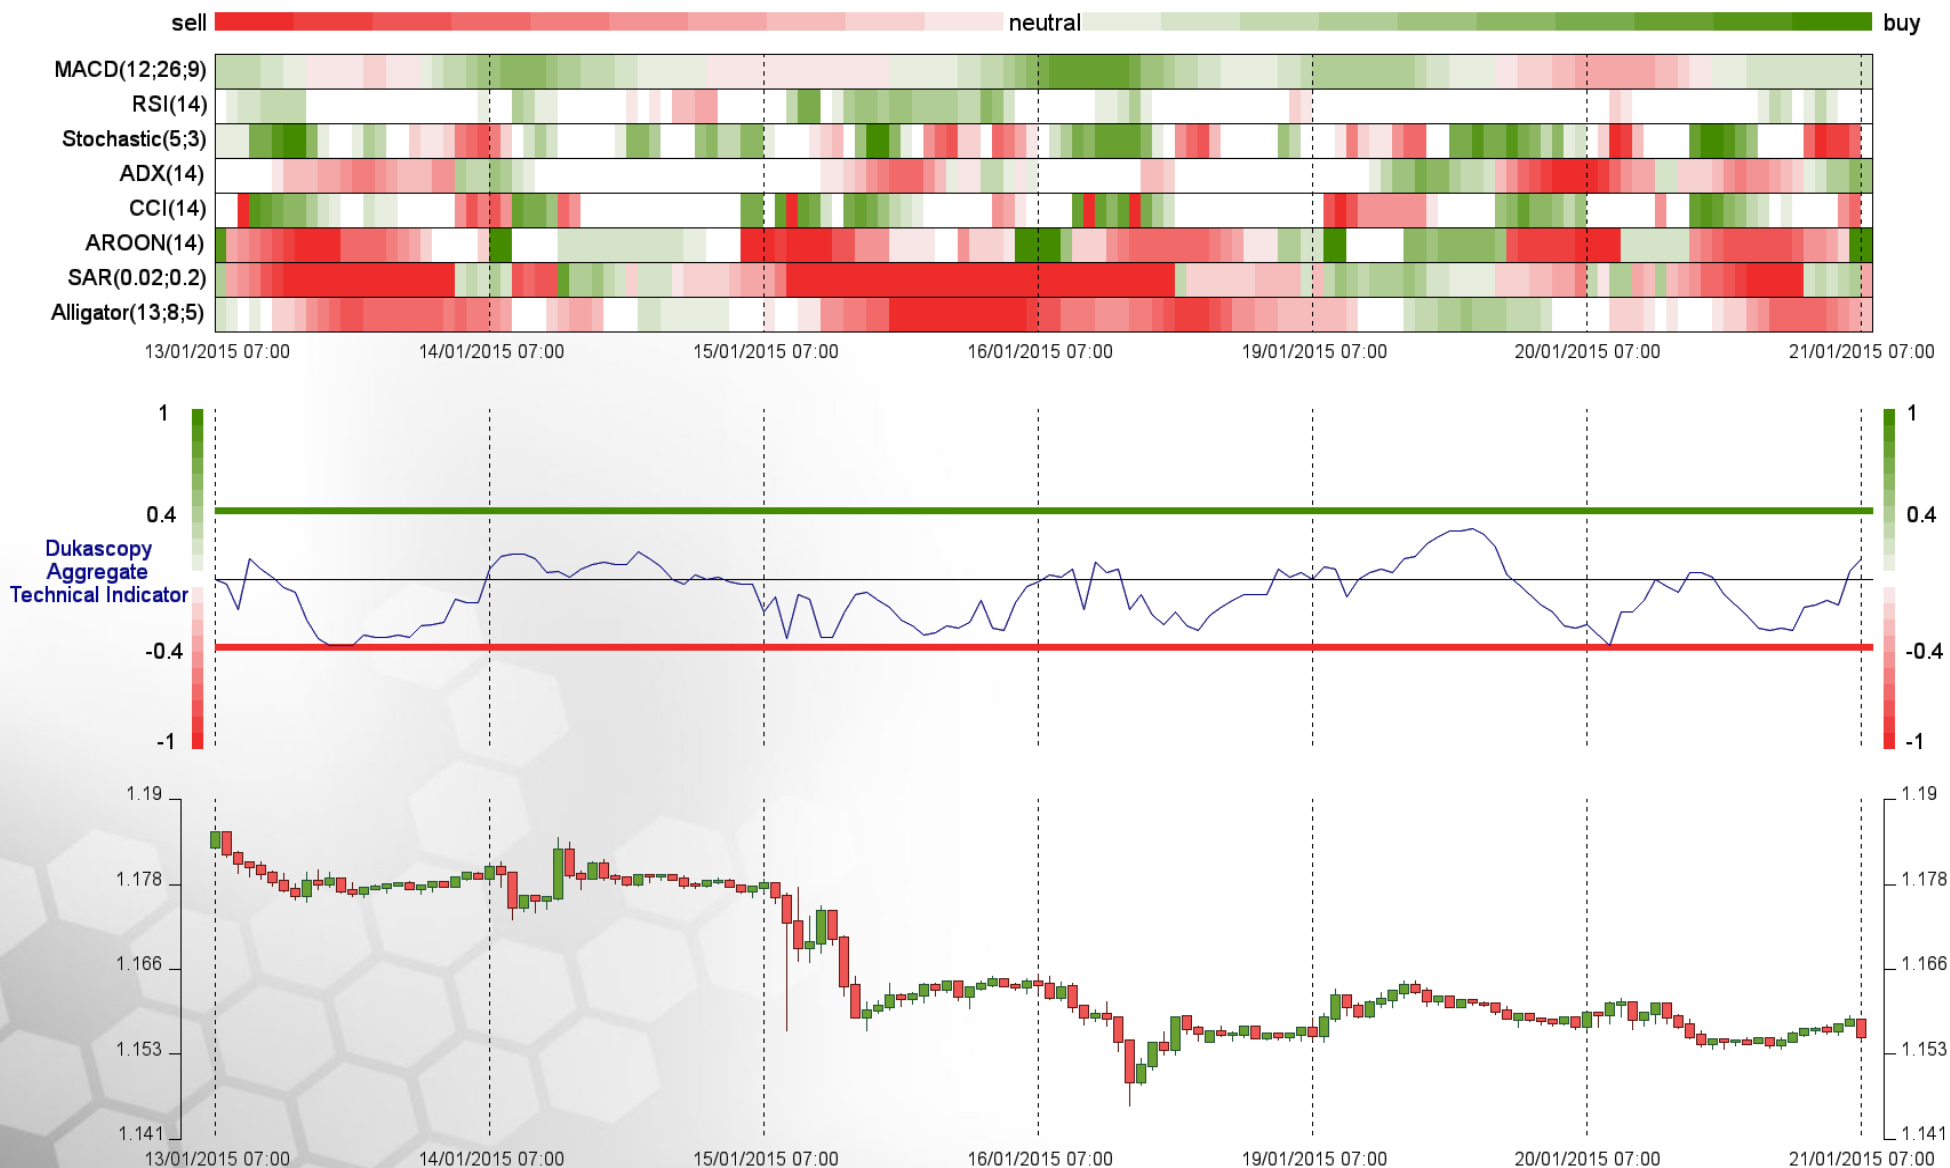 sell neutral buy
MACD(12;26;9)
RSI(14)
Stochastic(5;3)
ADX(14)
CCI(14)
AROON(14)
SAR(0.02;0.2)
Alligator(13;8;5)
13/01/2015 07:00 14/01/2015 07:00 15/01/2015 07:00 16/01/2015 07:00 19/01/2015 07:00 20/01/2015 07:00 21/01/2015 07:00
1 1
0.4 0.4
Dukascopy
Aggregate
Technical Indicator
-0.4 -0.4
-1 -1
1.19 1.19
1.178 1.178
1.166 1.166
1.153 1.153
1.141 1.141
13/01/2015 07:00 14/01/2015 07:00 15/01/2015 07:00 16/01/2015 07:00 19/01/2015 07:00 20/01/2015 07:00 21/01/2015 07:00